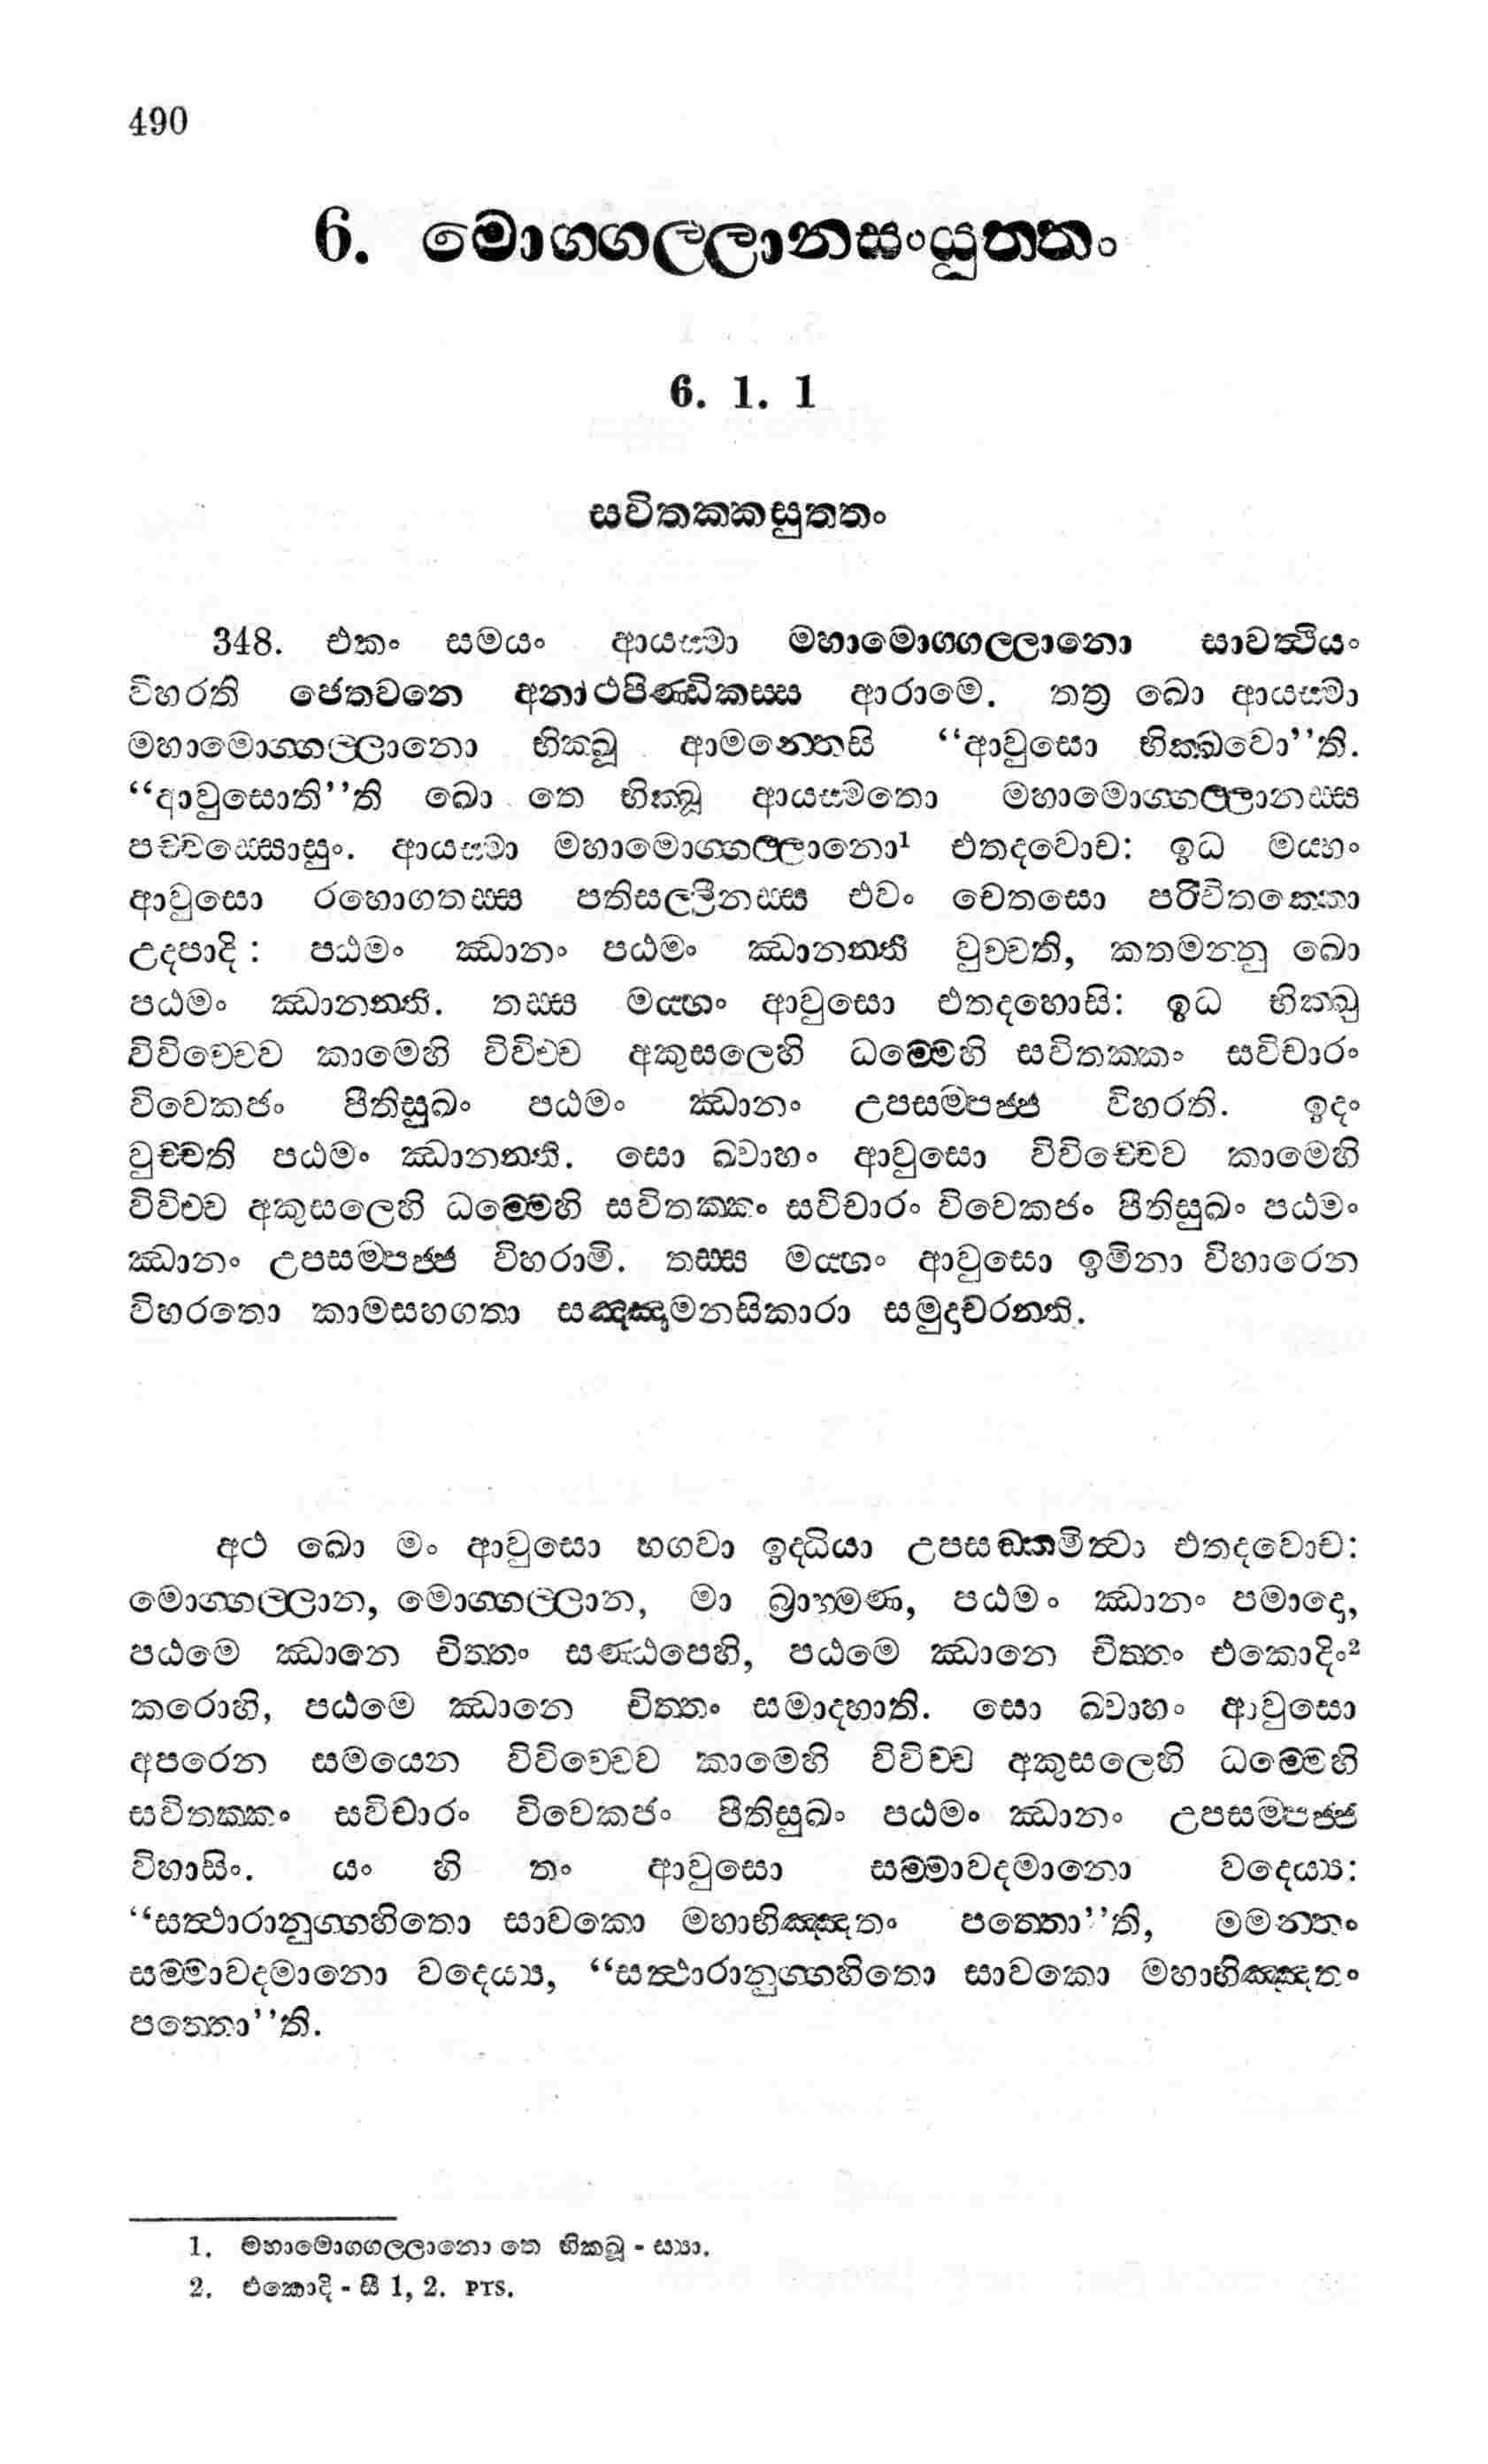 490
6. මොග්ගල්ලානසංයුත්තං
6. 1. 1
සවිතක්කසුත්තං
348. එකං සමයං ආයස්මා මහාමොග්ගල්ලානො සාවත්ථියං
විහරති ජෙතවනෙ අනාථපිණ්ඩිකස්ස ආරාමෙ. තත්‍ර ඛො ආයස්මා
මහාමොග්ගල්ලානො භික්ඛූ ආමන්තෙසි “ආවුසො භික්ඛවො’’ති.
“ආවුසොති’’ති ඛො තෙ භික්ඛූ ආයස්මතො මහාමොග්ගල්ලානස්ස
පච්චස්සොසුං. ආයස්මා මහාමොග්ගල්ලානො¹ එතදවොච: ඉධ මය්හං
ආවුසො රහොගතස්ස පතිසල්ලීනස්ස එවං චෙතසො පරිවිතක්කො
උදපාදි : පඨමං ඣානං පඨමං ඣානන්ති වුච්චති, කතමන්නු ඛො
පඨමං ඣානන්ති. තස්ස මය්හං ආවුසො එතදහොසි: ඉධ භික්ඛු
විවිච්චෙව කාමෙහි විවිච්ච අකුසලෙහි ධම්මෙහි සවිතක්කං සවිචාරං
විවෙකජං පීතිසුඛං පඨමං ඣානං උපසම්පජ්ජ විහරති. ඉදං
වුච්චති පඨමං ඣානන්ති. සො ඛ්වාහං ආවුසො විවිච්චෙව කාමෙහි
විවිච්ච අකුසලෙහි ධම්මෙහි සවිතක්කං සවිචාරං විවෙකජං පීතිසුඛං පඨමං
ඣානං උපසම්පජ්ජ විහරාමි. තස්ස මය්හං ආවුසො ඉමිනා විහාරෙන
විහරතො කාමසහගතා සඤ්ඤාමනසිකාරා සමුදාචරන්ති.
අථ ඛො මං ආවුසො භගවා ඉද්ධියා උපසඞ්කමිත්වා එතදවොච:
මොග්ගල්ලාන, මොග්ගල්ලාන, මා බ්‍රාහ්මණ, පඨමං ඣානං පමාදො,
පඨමෙ ඣානෙ චිත්තං සණ්ඨපෙහි, පඨමෙ ඣානෙ චිත්තං එකොදිං²
කරොහි, පඨමෙ ඣානෙ චිත්තං සමාදහාති. සො ඛ්වාහං ආවුසො
අපරෙන සමයෙන විවිච්චෙව කාමෙහි විවිච්ච අකුසලෙහි ධම්මෙහි
සවිතක්කං සවිචාරං විවෙකජං පීතිසුඛං පඨමං ඣානං උපසම්පජ්ජ
විහාසිං. යං හි තං ආවුසො සම්මාවදමානො වදෙය්‍ය:
“සත්ථාරානුග්ගහිතො සාවකො මහාභිඤ්ඤතං පත්තො’’ති, මමන්තං
සම්මාවදමානො වදෙය්‍ය, “සත්ථාරානුග්ගහිතො සාවකො මහාභිඤ්ඤතං
පත්තො’’ති.
1. මහාමොග්ගල්ලානො තෙ භික්ඛූ - ස්‍යා.
2. එකොදි - සී 1, 2. PTS.